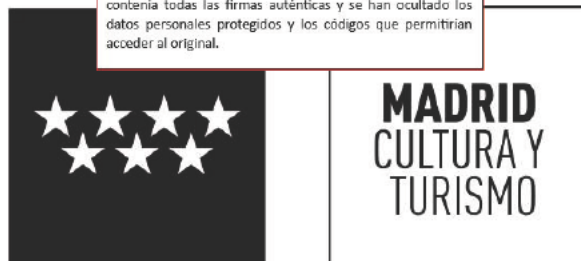 contenía todas las firmas auténticas y se han ocultado los
datos personales protegidos y los códigos que permitirían
acceder al original.
MADRID
CULTURA Y
TURISMO